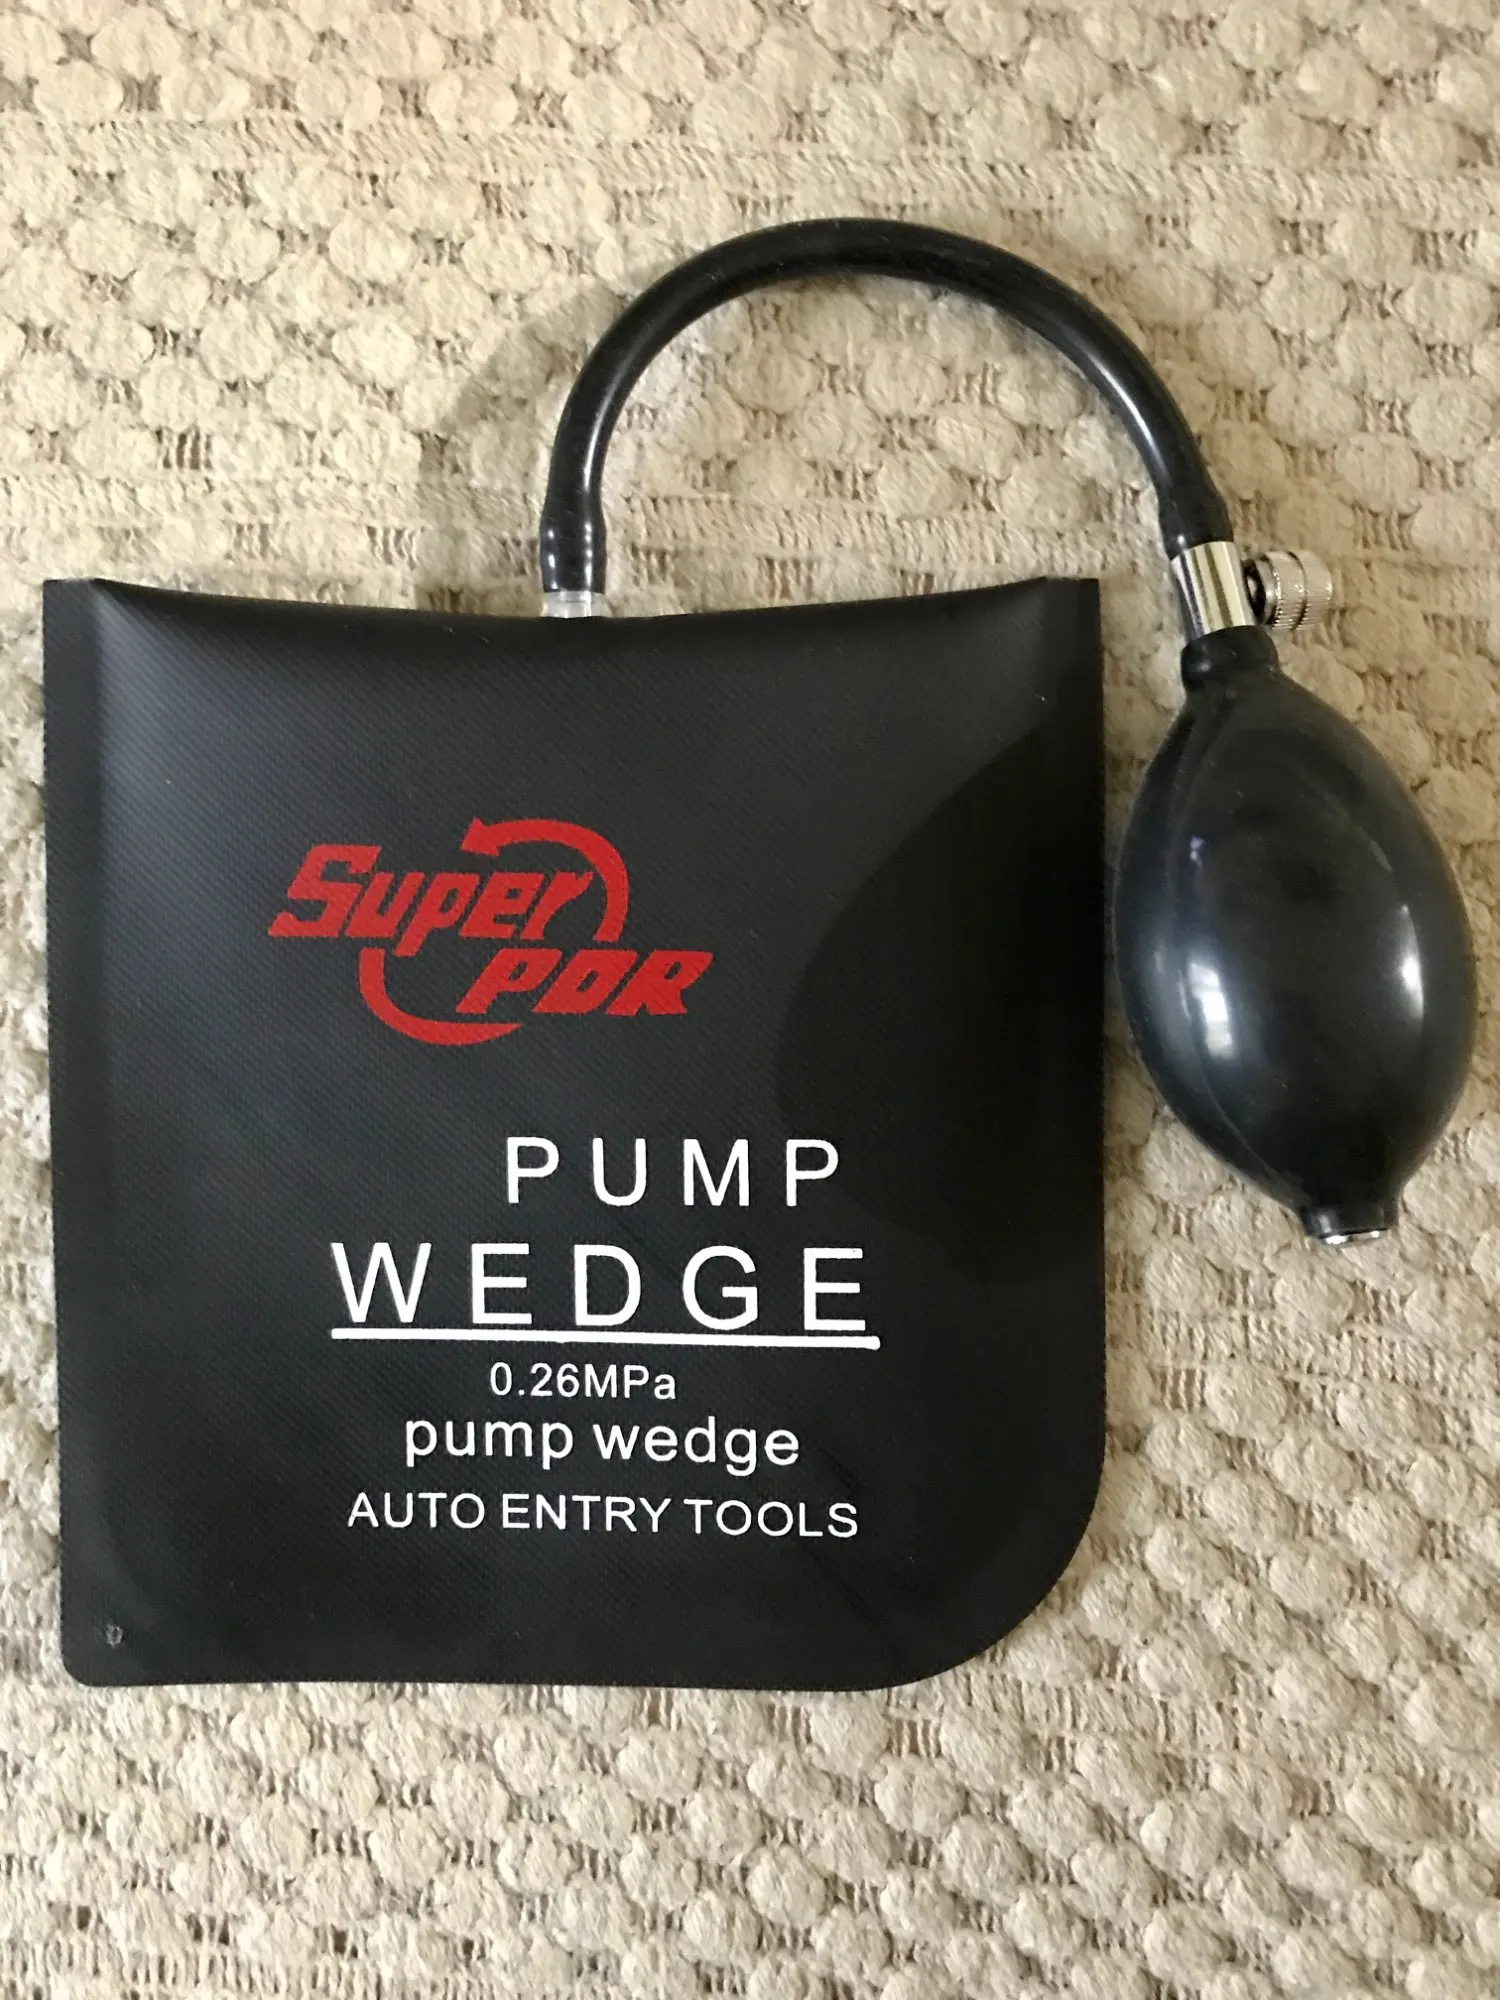 Super
PDR
PUMP
WEDGE
0.26MPa
pump wedge
AUTO ENTRY TOOLS